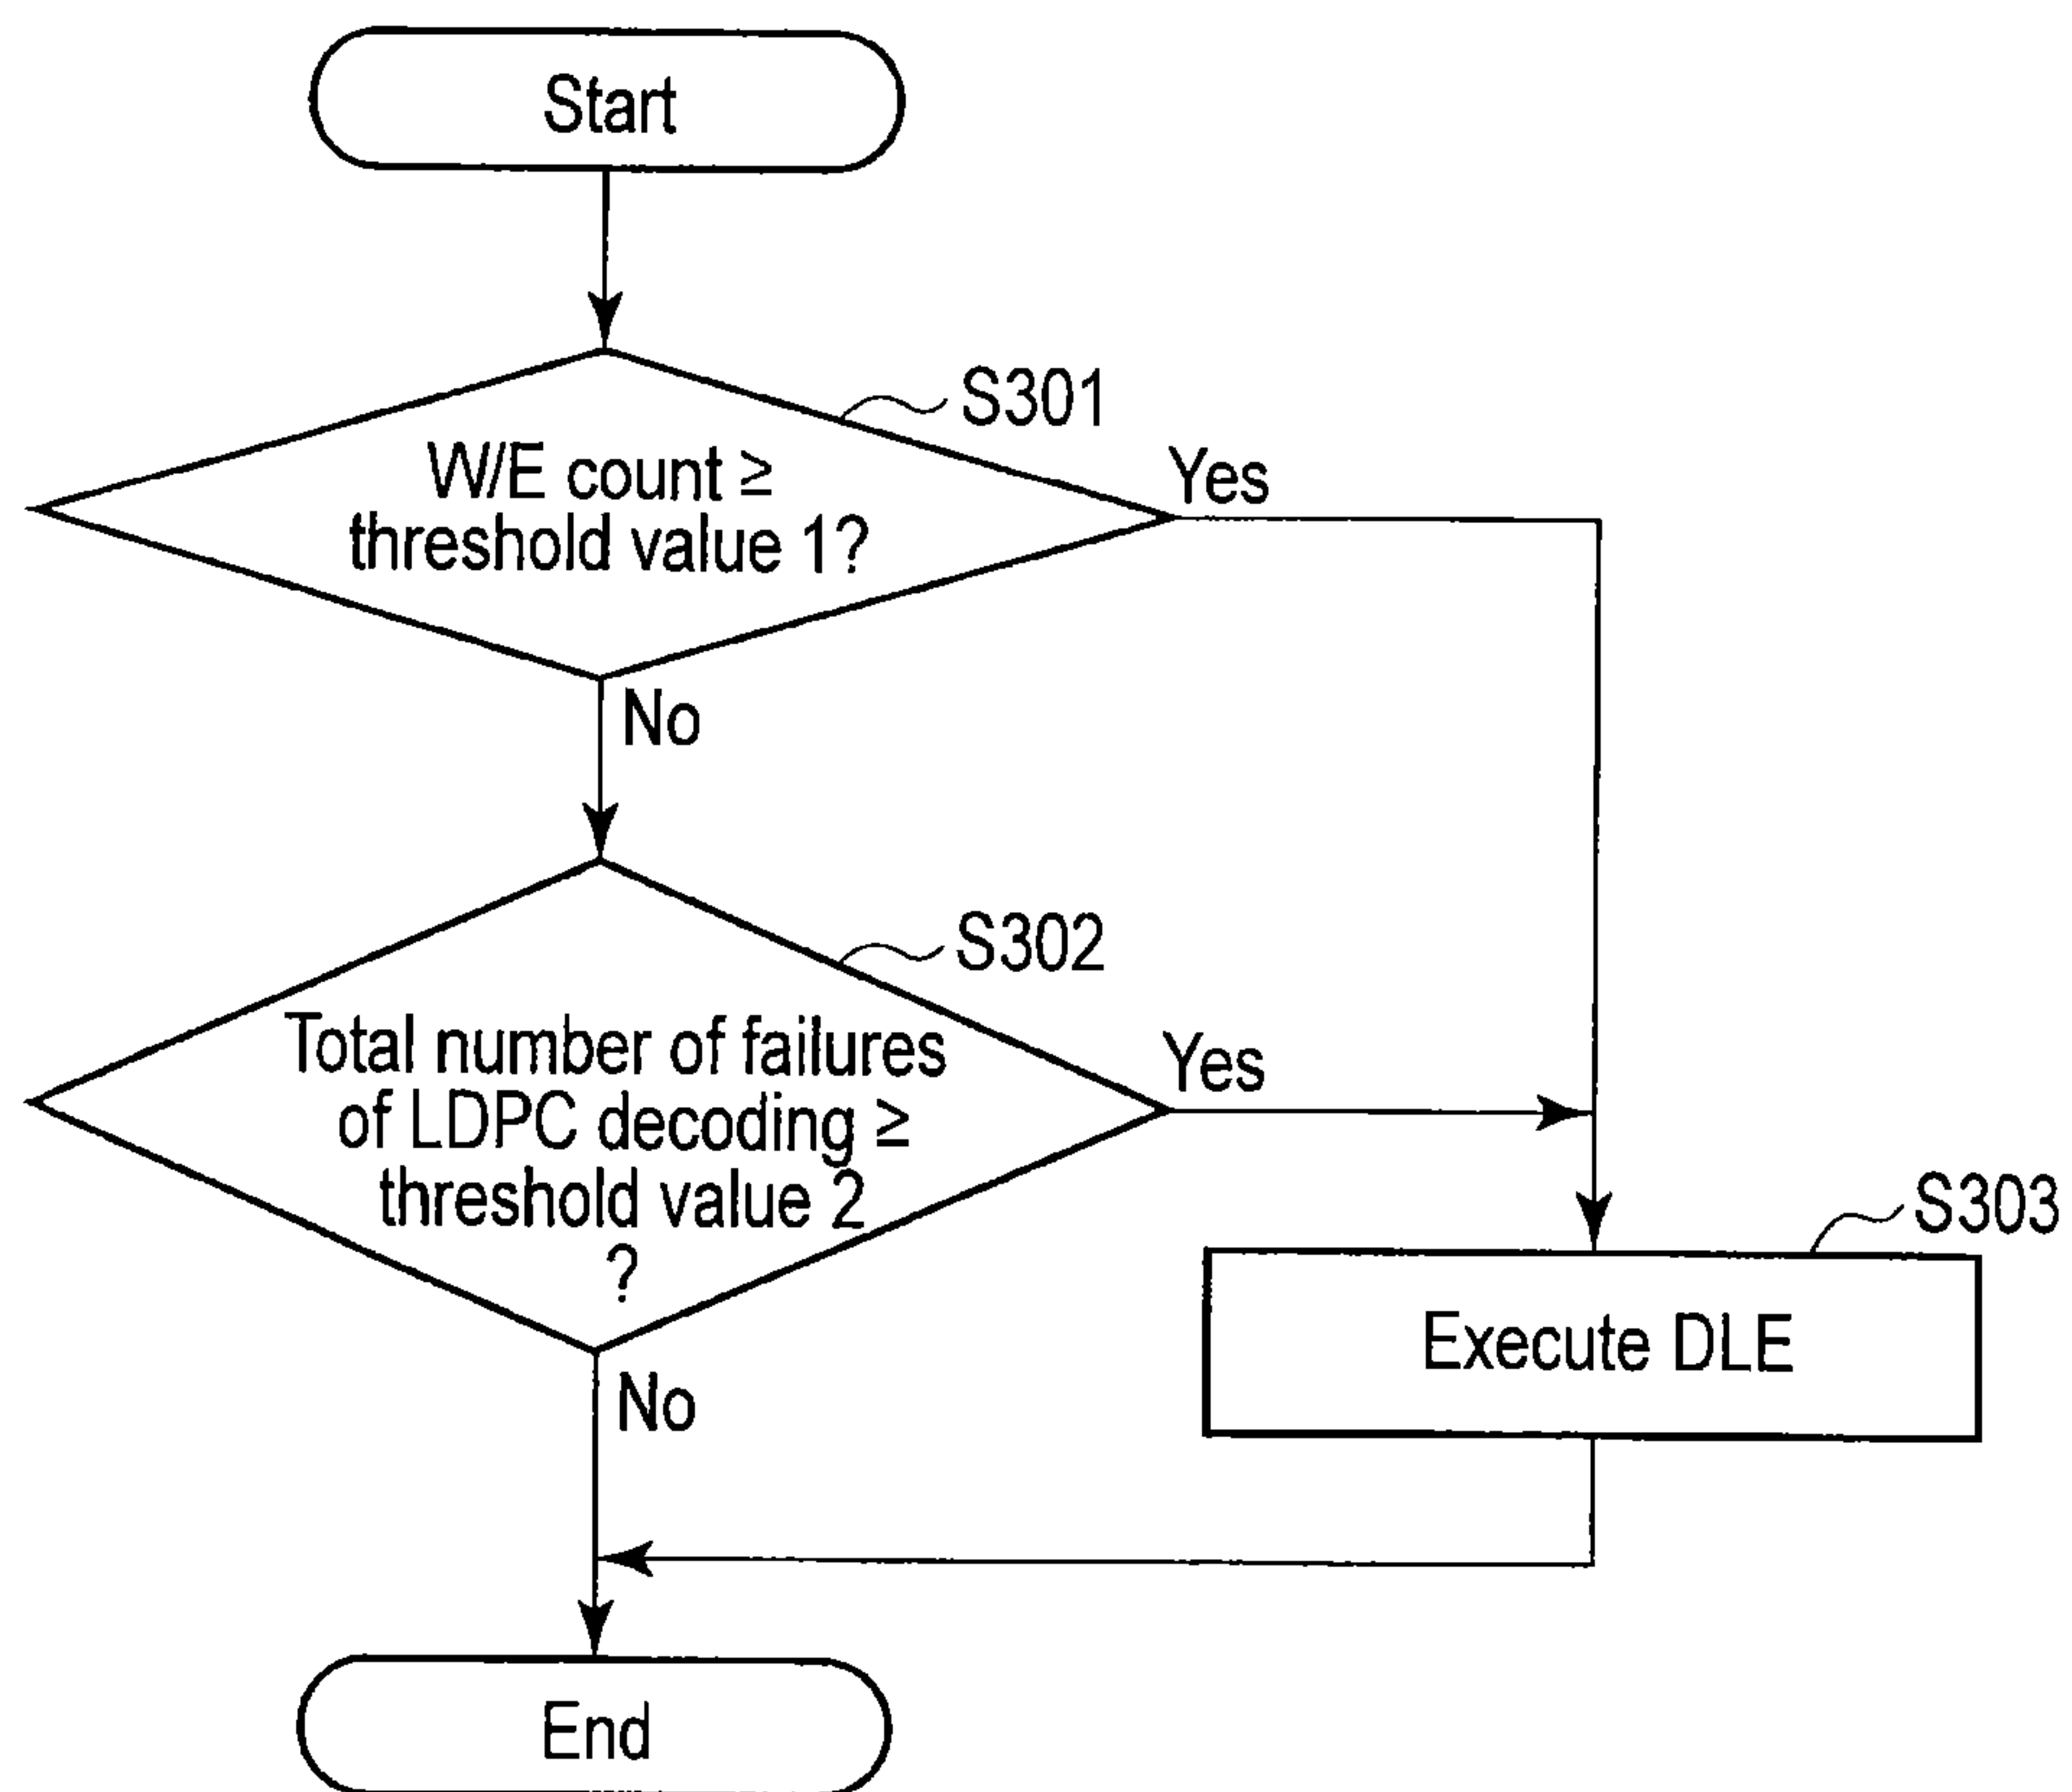 Start
S301
W/E count ≥
threshold value 1?
Yes
No
S302
Total number of failures
of LDPC decoding ≥
threshold value 2
?
Yes
No
S303
Execute DLE
End